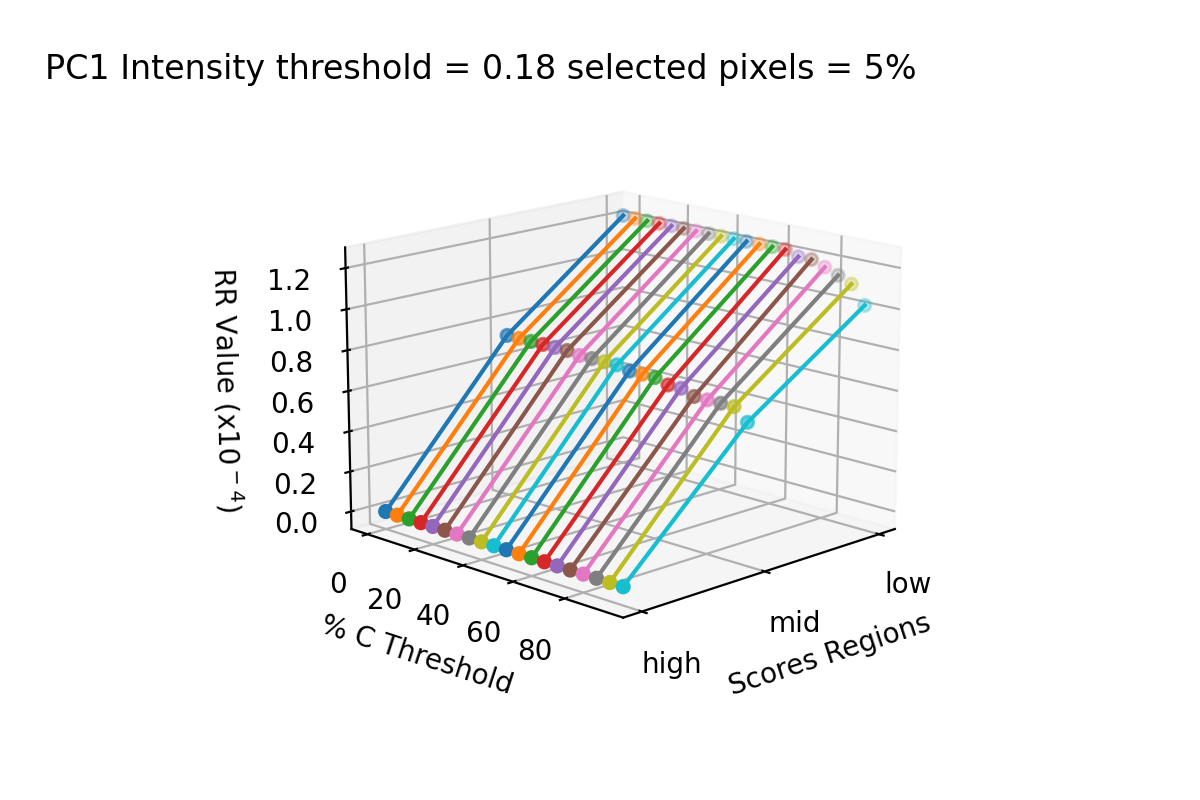 PC1 Intensity threshold = 0.18 selected pixels = 5%
RR Value (x10⁻⁴)
1.2
1.0
0.8
0.6
0.4
0.2
0.0
0
20
40
60
80
% C Threshold
high
mid
low
Scores Regions